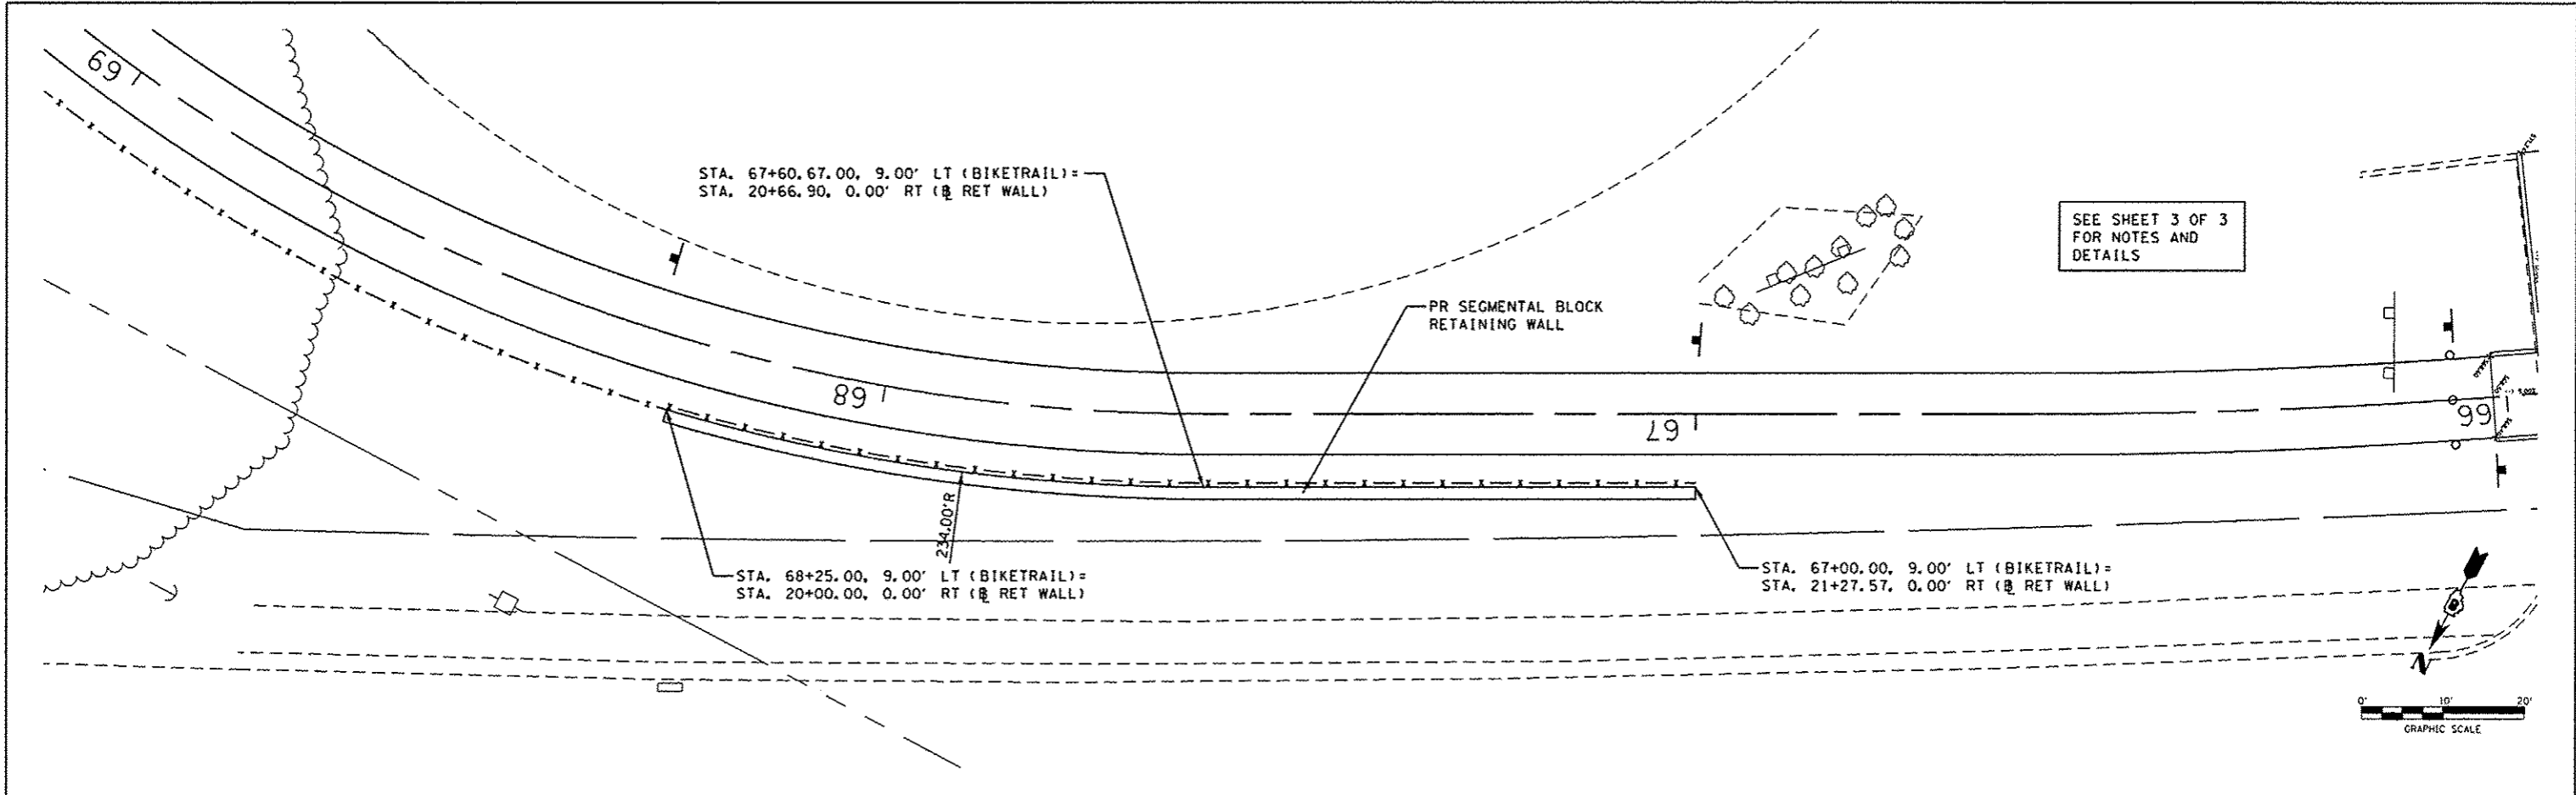 69
STA. 67+60.67.00, 9.00' LT (BIKETRAIL)=
STA. 20+66.90, 0.00' RT (℄ RET WALL)
SEE SHEET 3 OF 3
FOR NOTES AND
DETAILS
PR SEGMENTAL BLOCK
RETAINING WALL
68
67
66
234.00'R
STA. 68+25.00, 9.00' LT (BIKETRAIL)=
STA. 20+00.00, 0.00' RT (℄ RET WALL)
STA. 67+00.00, 9.00' LT (BIKETRAIL)=
STA. 21+27.57, 0.00' RT (℄ RET WALL)
N
0' 10' 20'
GRAPHIC SCALE